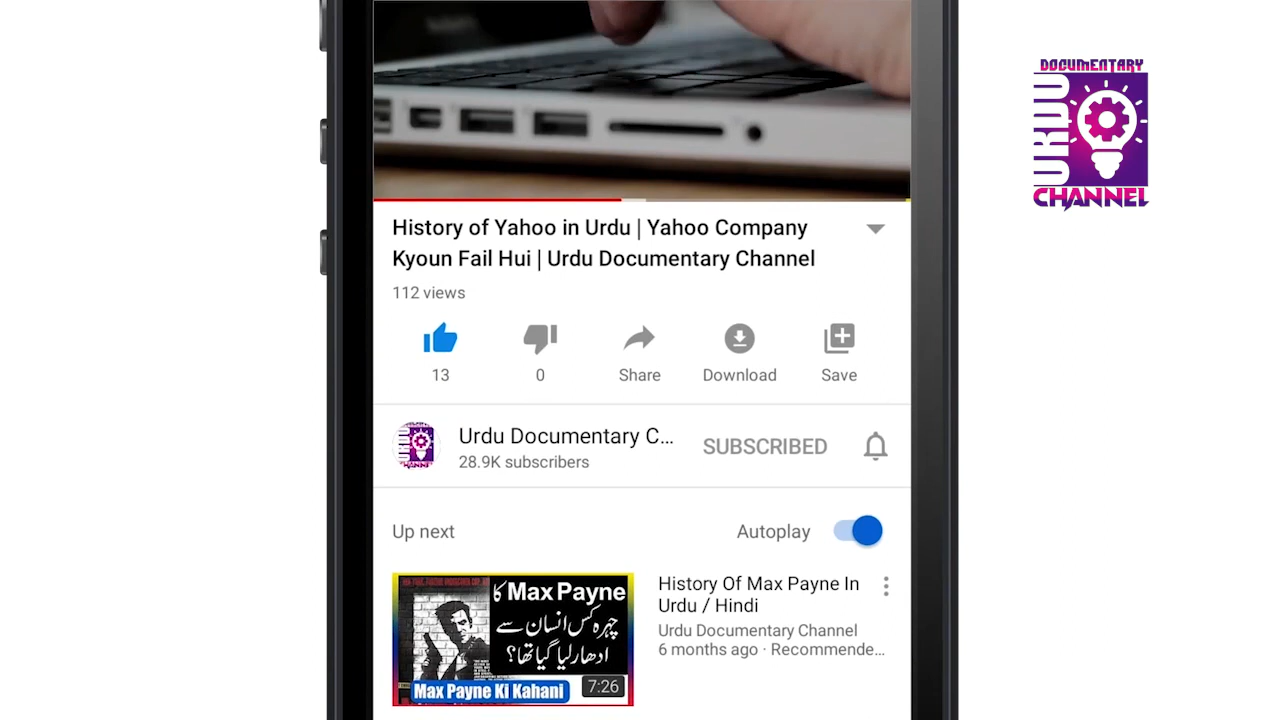 DOCUMENTARY
URDU
CHANNEL
History of Yahoo in Urdu | Yahoo Company
Kyoun Fail Hui | Urdu Documentary Channel
112 views
13
0
Share
Download
Save
URDU
CHANNEL
Urdu Documentary C...
28.9K subscribers
SUBSCRIBED
Up next
Autoplay
Max Payne کا
چہرہ کس انسان سے
ادھار لیا گیا تھا؟
Max Payne Ki Kahani
7:26
History Of Max Payne In
Urdu / Hindi
Urdu Documentary Channel
6 months ago · Recommende...